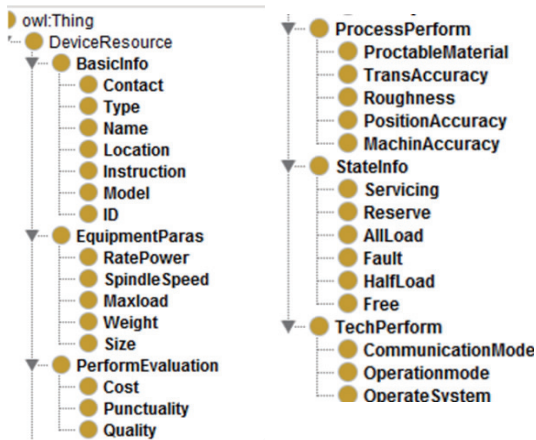 owl:Thing
DeviceResource
BasicInfo
Contact
Type
Name
Location
Instruction
Model
ID
EquipmentParas
RatePower
SpindleSpeed
Maxload
Weight
Size
PerformEvaluation
Cost
Punctuality
Quality
ProcessPerform
ProctableMaterial
TransAccuracy
Roughness
PositionAccuracy
MachinAccuracy
StateInfo
Servicing
Reserve
AllLoad
Fault
HalfLoad
Free
TechPerform
CommunicationMode
Operationmode
OperateSystem